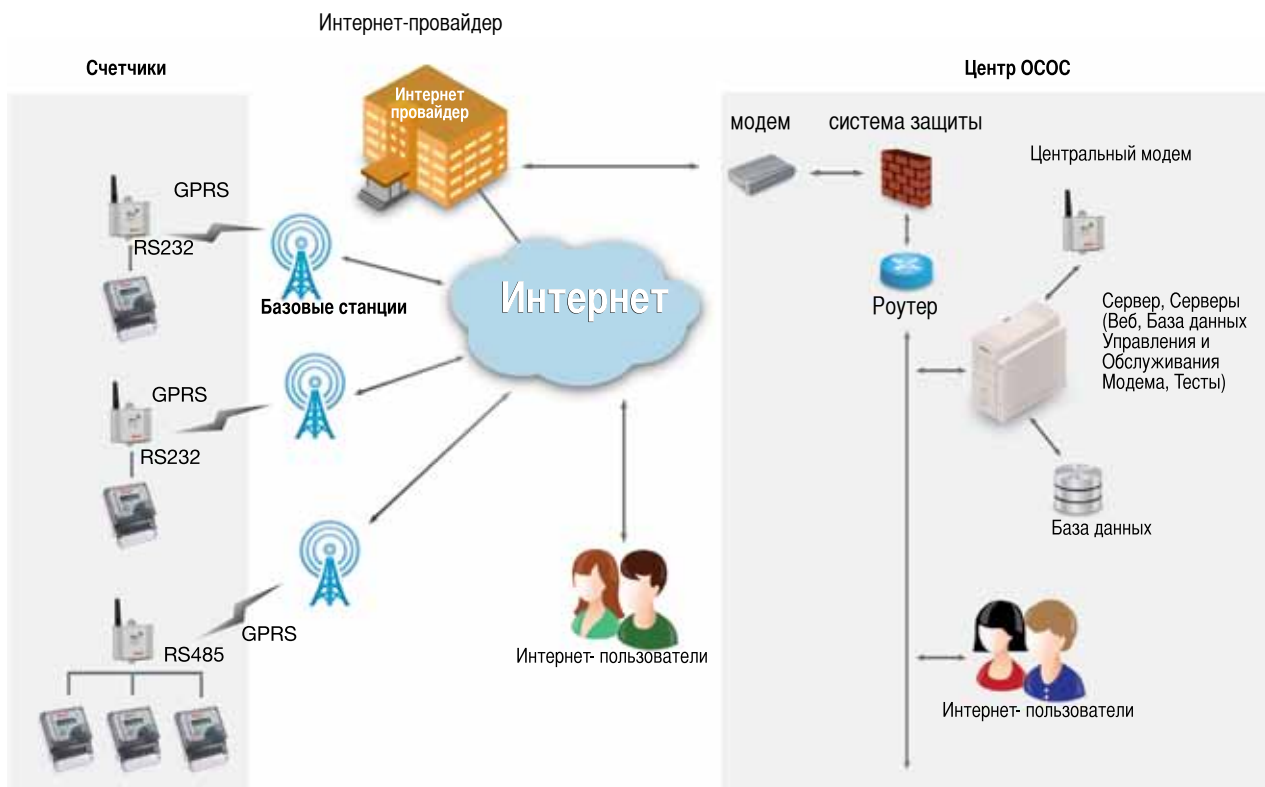 Интернет-провайдер
Счетчики
Центр ОСОС
Интернет
провайдер
модем
система защиты
Центральный модем
GPRS
RS232
Базовые станции
Интернет
Роутер
Сервер, Серверы
(Веб, База данных
Управления и
Обслуживания
Модема, Тесты)
GPRS
RS232
База данных
GPRS
RS485
Интернет- пользователи
Интернет- пользователи